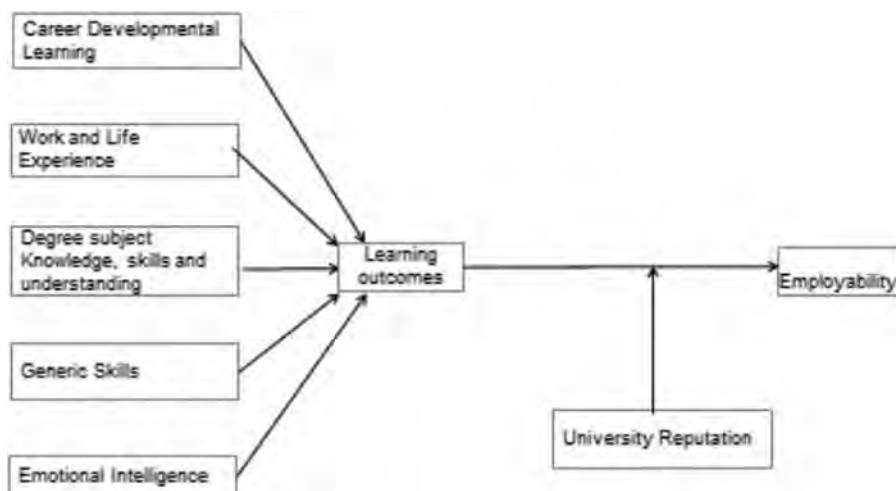 Career Developmental
Learning
Work and Life
Experience
Degree subject
Knowledge, skills and
understanding
Generic Skills
Emotional Intelligence
Learning
outcomes
Employability
University Reputation